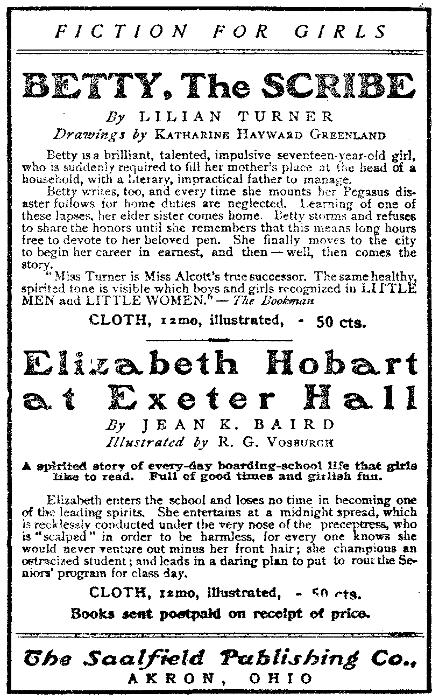 FICTION FOR GIRLS
BETTY, The SCRIBE
By LILIAN TURNER
Drawings by KATHARINE HAYWARD GREENLAND
Betty is a brilliant, talented, impulsive seventeen-year-old girl,
who is suddenly required to fill her mother's place at the head of a
household, with a literary, impractical father to manage.
Betty writes, too, and every time she mounts her Pegasus dis-
aster follows for home duties are neglected. Learning of one of
these lapses, her elder sister comes home. Betty storms and refuses
to share the honors until she remembers that this means long hours
free to devote to her beloved pen. She finally moves to the city
to begin her career in earnest, and then — well, then comes the
story.
"Miss Turner is Miss Alcott's true successor. The same healthy,
spirited tone is visible which boys and girls recognized in LITTLE
MEN and LITTLE WOMEN." — The Bookman
CLOTH, 12mo, illustrated, - 50 cts.
Elizabeth Hobart
at Exeter Hall
By JEAN K. BAIRD
Illustrated by R. G. VOSBURGH
A spirited story of every-day boarding-school life that girls
like to read. Full of good times and girlish fun.
Elizabeth enters the school and loses no time in becoming one
of the leading spirits. She entertains at a midnight spread, which
is recklessly conducted under the very nose of the preceptress, who
is "scalped" in order to be harmless, for every one knows she
would never venture out minus her front hair; she champions an
ostracized student; and leads in a daring plan to put to rout the Se-
niors' program for class day.
CLOTH, 12mo, illustrated, - 50 cts.
Books sent postpaid on receipt of price.
The Saalfield Publishing Co.,
AKRON, OHIO